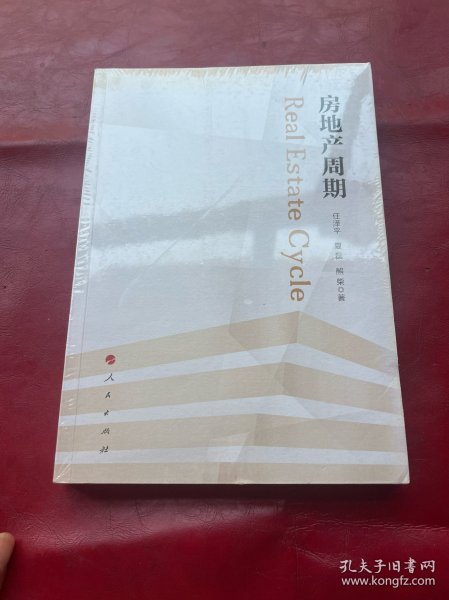 房地产周期
Real Estate Cycle
任泽平 夏磊 熊柴◎著
人民出版社
孔夫子旧书网
www.kongfz.com